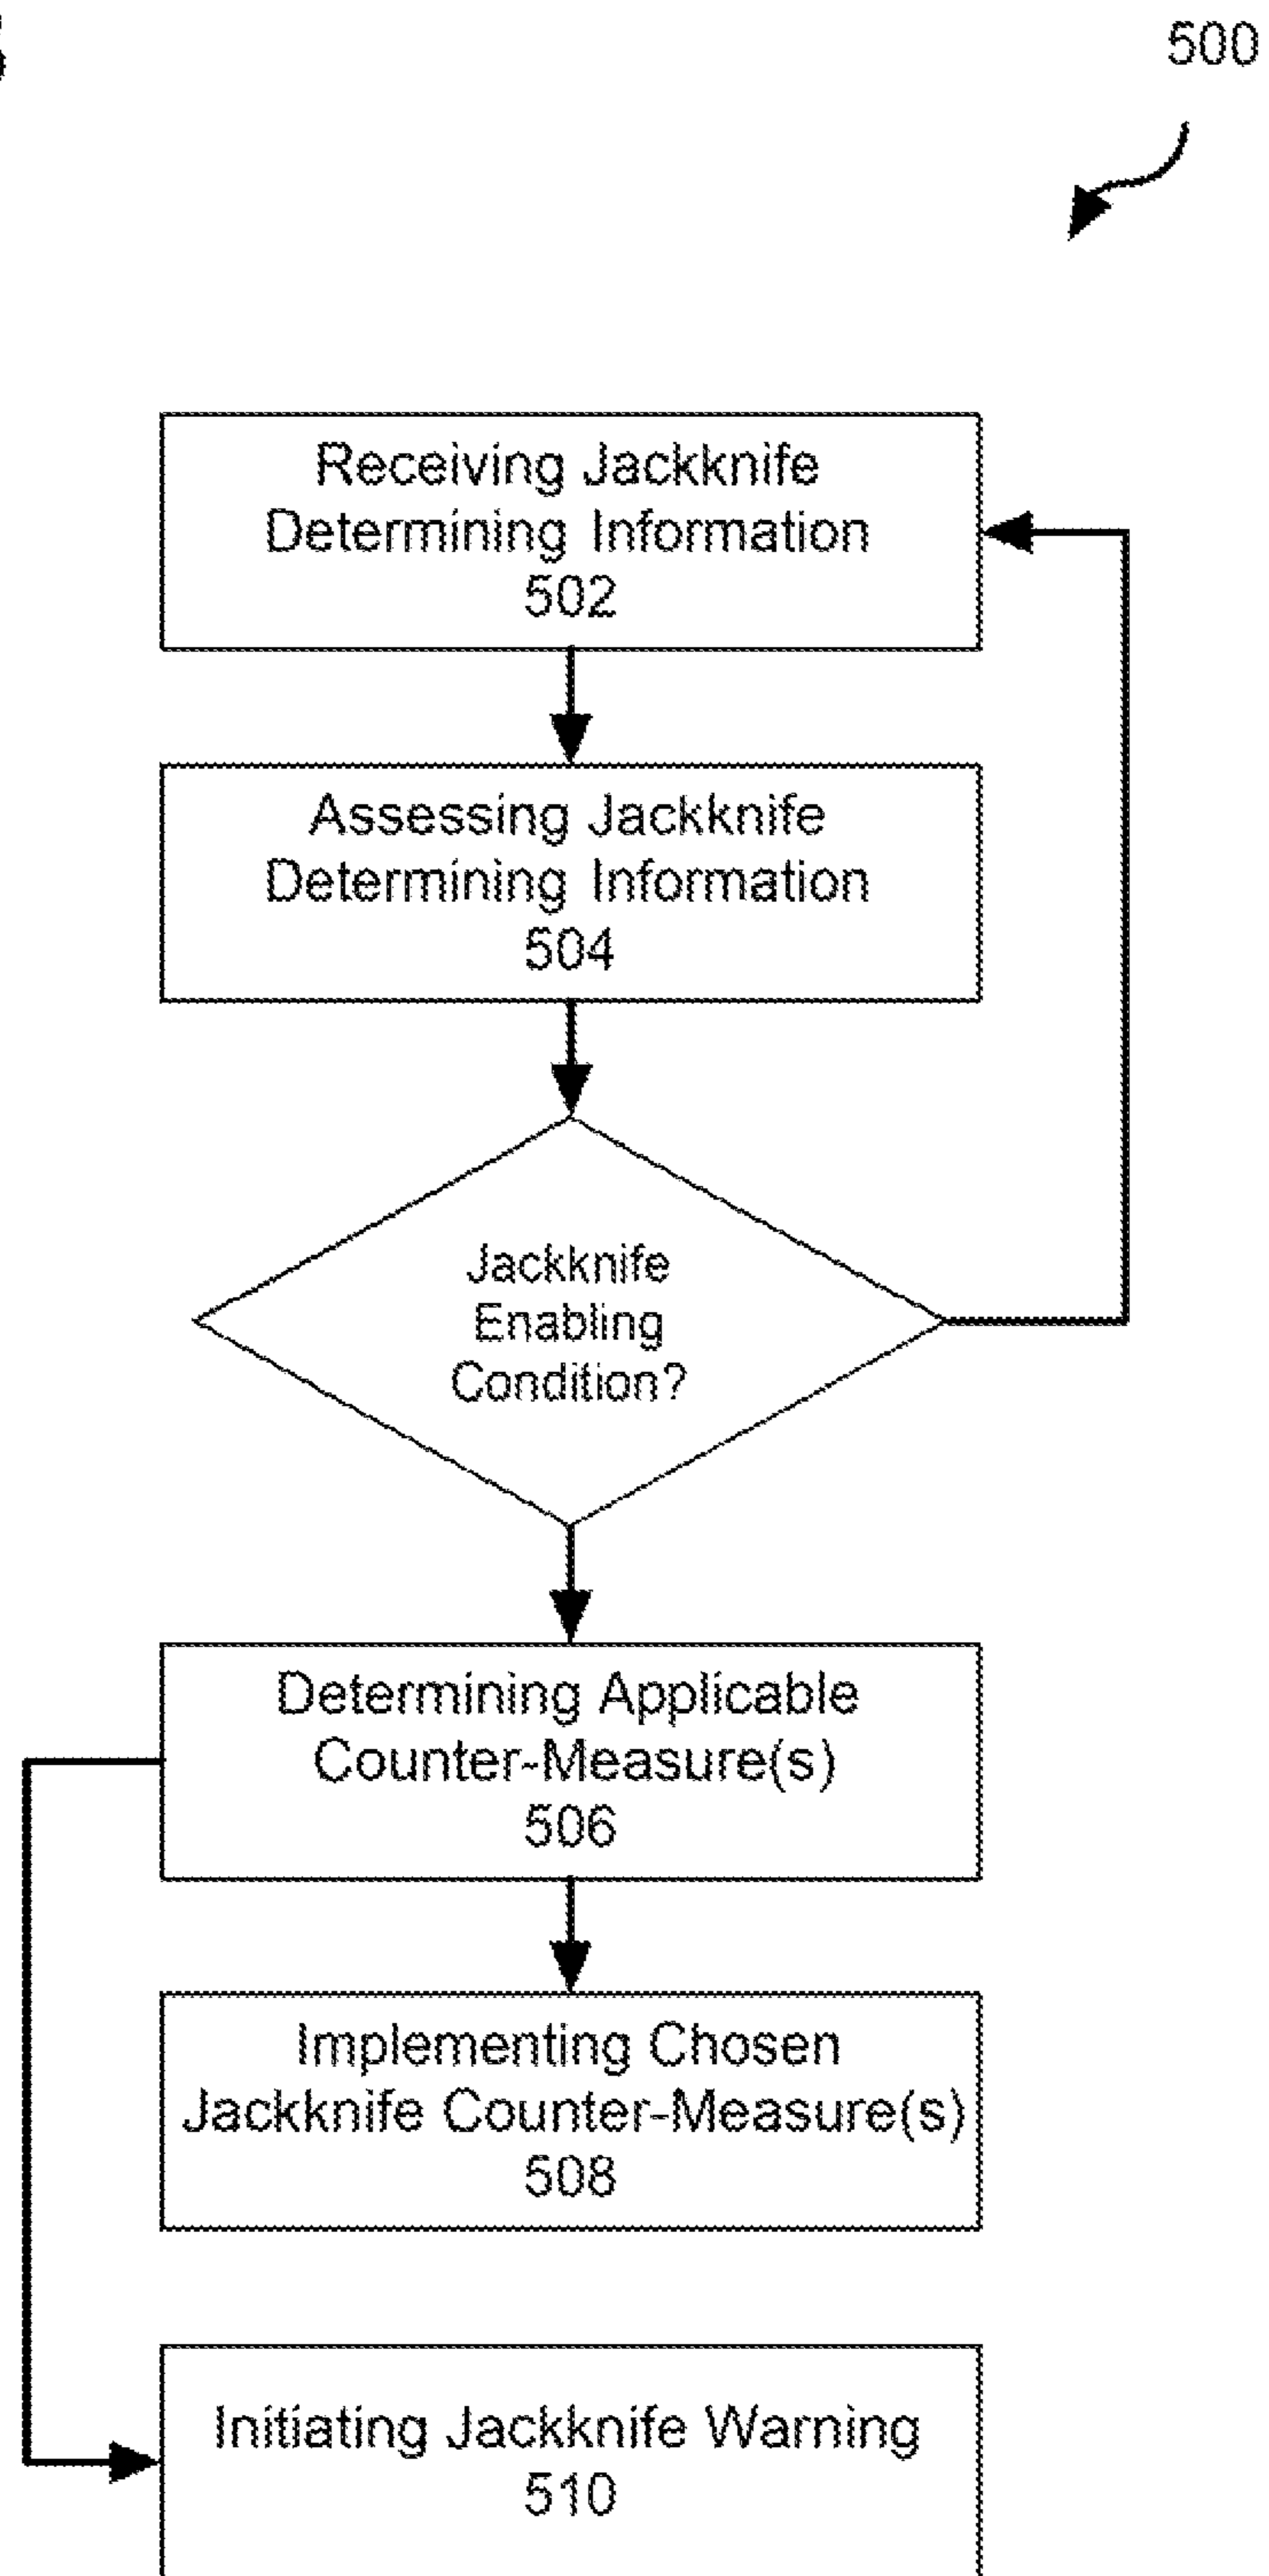 500
Receiving Jackknife
Determining Information
502
Assessing Jackknife
Determining Information
504
Jackknife
Enabling
Condition?
Determining Applicable
Counter-Measure(s)
506
Implementing Chosen
Jackknife Counter-Measure(s)
508
Initiating Jackknife Warning
510